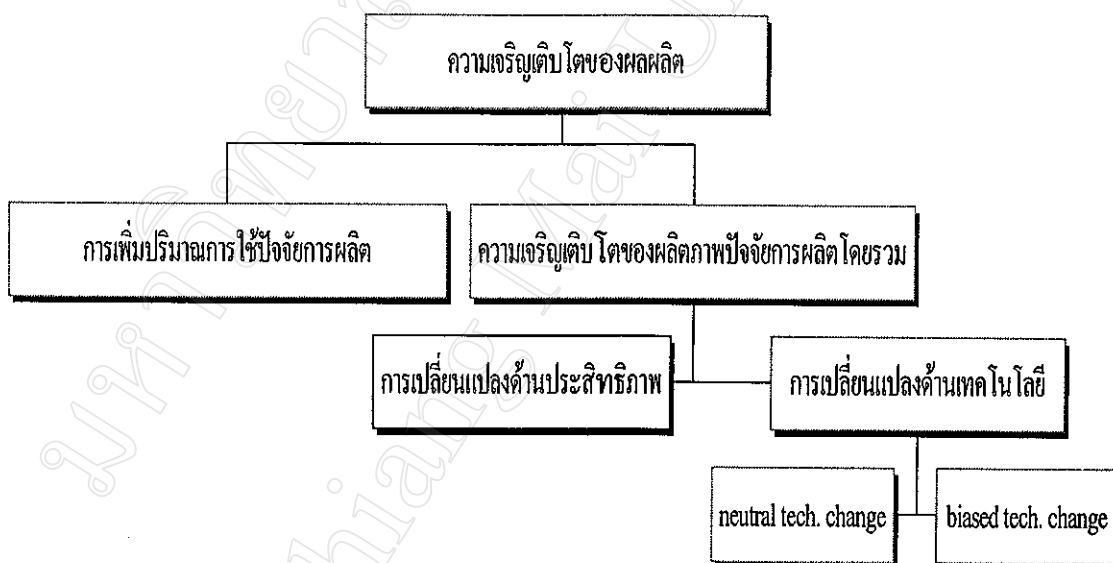 ความเจริญเติบโตของผลผลิต
การเพิ่มปริมาณการใช้ปัจจัยการผลิต
ความเจริญเติบโตของผลิตภาพปัจจัยการผลิตโดยรวม
การเปลี่ยนแปลงด้านประสิทธิภาพ
การเปลี่ยนแปลงด้านเทคโนโลยี
neutral tech. change
biased tech. change